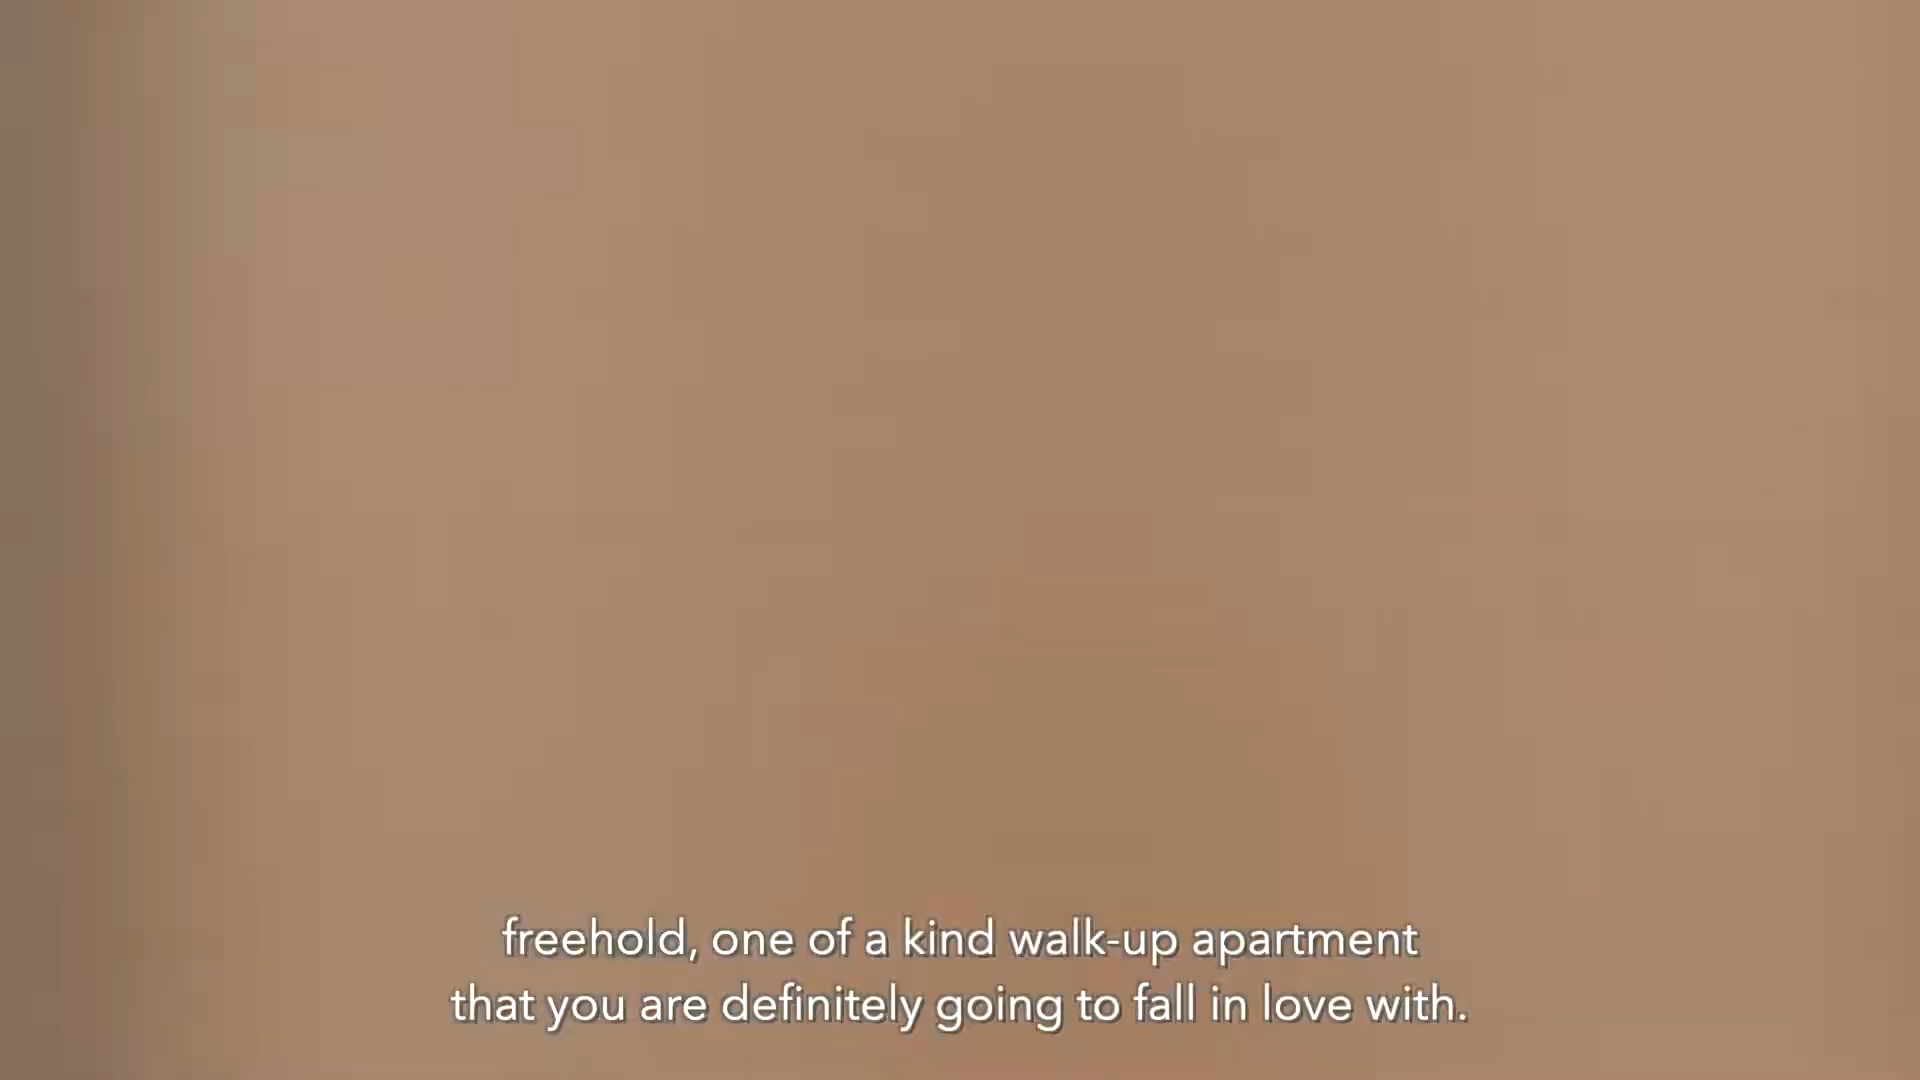 freehold, one of a kind walk-up apartment
that you are definitely going to fall in love with.